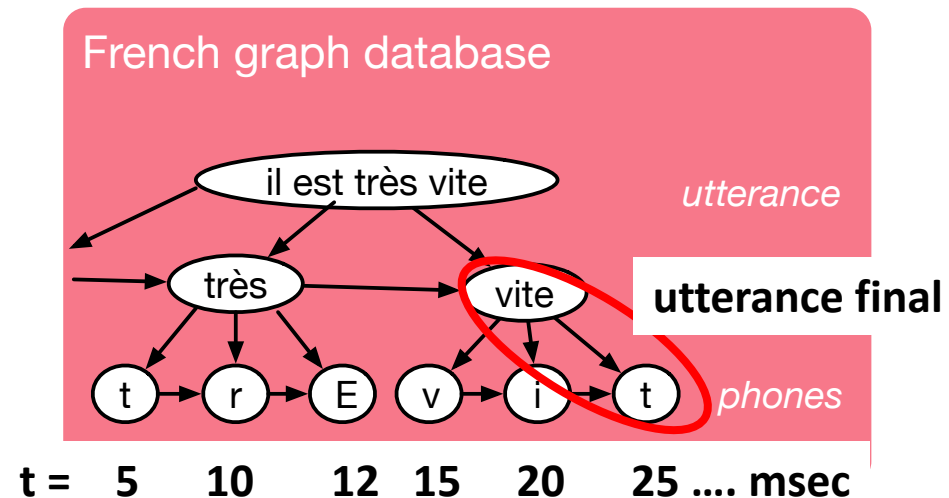 French graph database
il est très vite
utterance
très
vite
utterance final
t r E v i t phones
t = 5 10 12 15 20 25 .... msec